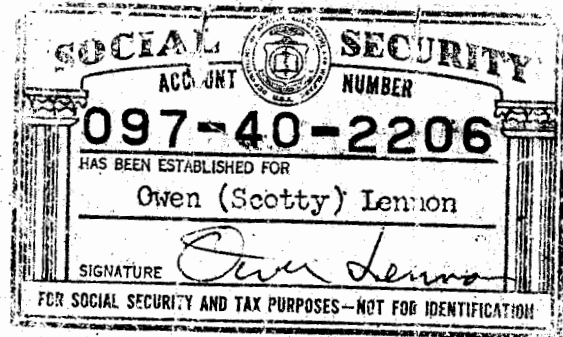 SOCIAL SECURITY
ACCOUNT NUMBER
097-40-2206
HAS BEEN ESTABLISHED FOR
Owen (Scotty) Lennon
SIGNATURE Owen Lennon
FOR SOCIAL SECURITY AND TAX PURPOSES—NOT FOR IDENTIFICATION